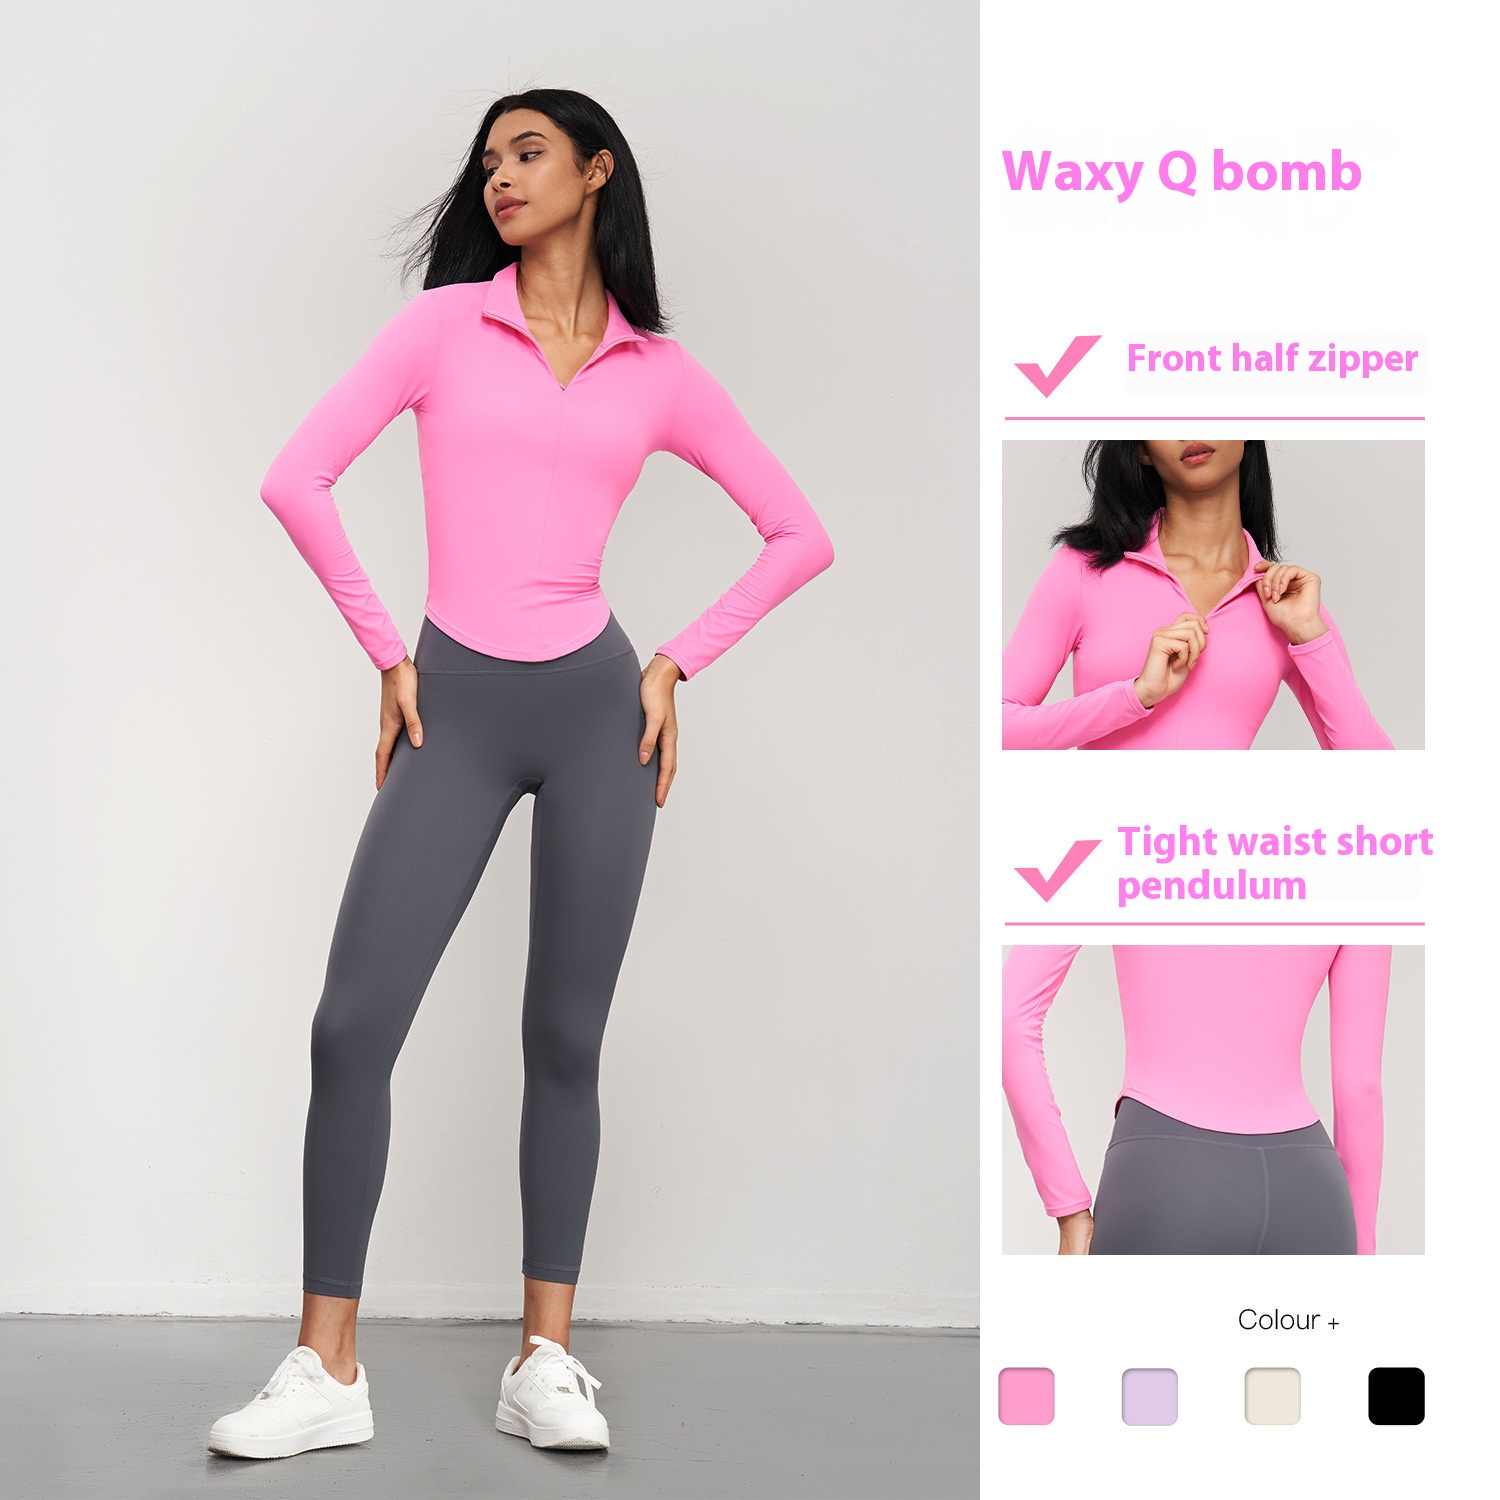 Waxy Q bomb
Front half zipper
Tight waist short
pendulum
Colour +